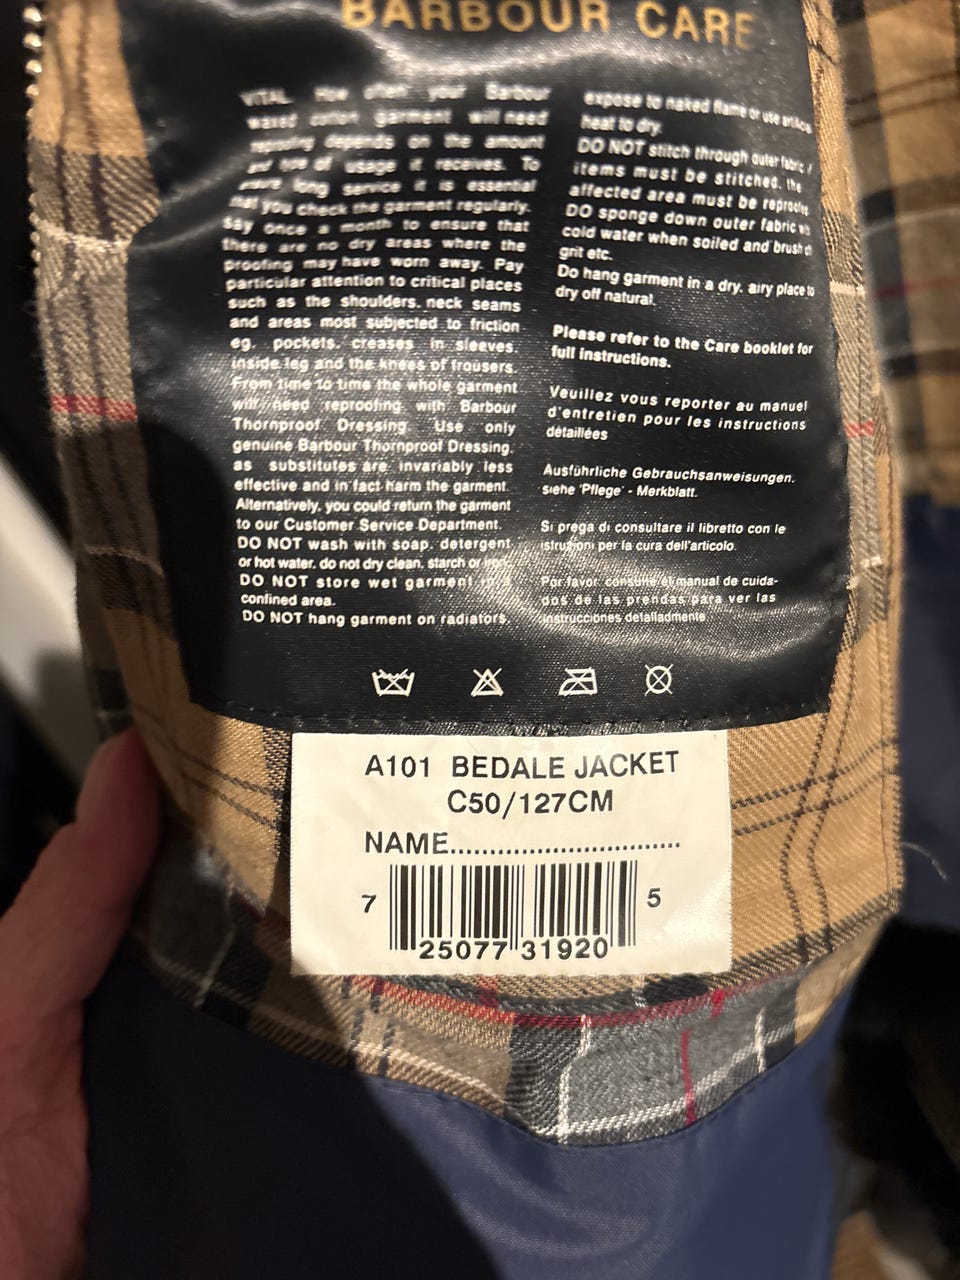 BARBOUR CARE
VITAL. How often your Barbour
waxed cotton garment will need
reproofing depends on the amount
and type of usage it receives. To
ensure long service it is essential
that you check the garment regularly.
say once a month to ensure that
there are no dry areas where the
proofing may have worn away. Pay
particular attention to critical places
such as the shoulders. neck seams
and areas most subjected to friction
eg. pockets. creases in sleeves.
inside leg and the knees of trousers.
From time to time the whole garment
will need reproofing with Barbour
Thornproof Dressing. Use only
genuine Barbour Thornproof Dressing.
as substitutes are invariably less
effective and in fact harm the garment.
Alternatively, you could return the garment
to our Customer Service Department.
DO NOT wash with soap. detergent
or hot water. do not dry clean. starch or iron.
DO NOT store wet garment in a
confined area.
DO NOT hang garment on radiators.
expose to naked flame or use artificial
heat to dry.
DO NOT stitch through outer fabric
items must be stitched. the
affected area must be
DO sponge down outer fabric
cold water when soiled and brush
grit etc.
Do hang garment in a dry. airy place to
dry off natural.
Please refer to the Care booklet for
full instructions.
Veuillez vous reporter au manuel
d'entretien pour les instructions
détaillées
Ausführliche Gebrauchsanweisungen.
siehe 'Pflege' - Merkblatt.
Si prega di consultare il libretto con le
istruzioni per la cura dell'articolo.
Por favor consulte el manual de cuida-
dos de las prendas para ver las
instrucciones detalladmente.
A101 BEDALE JACKET
C50/127CM
NAME..............................
7 25077 31920 5